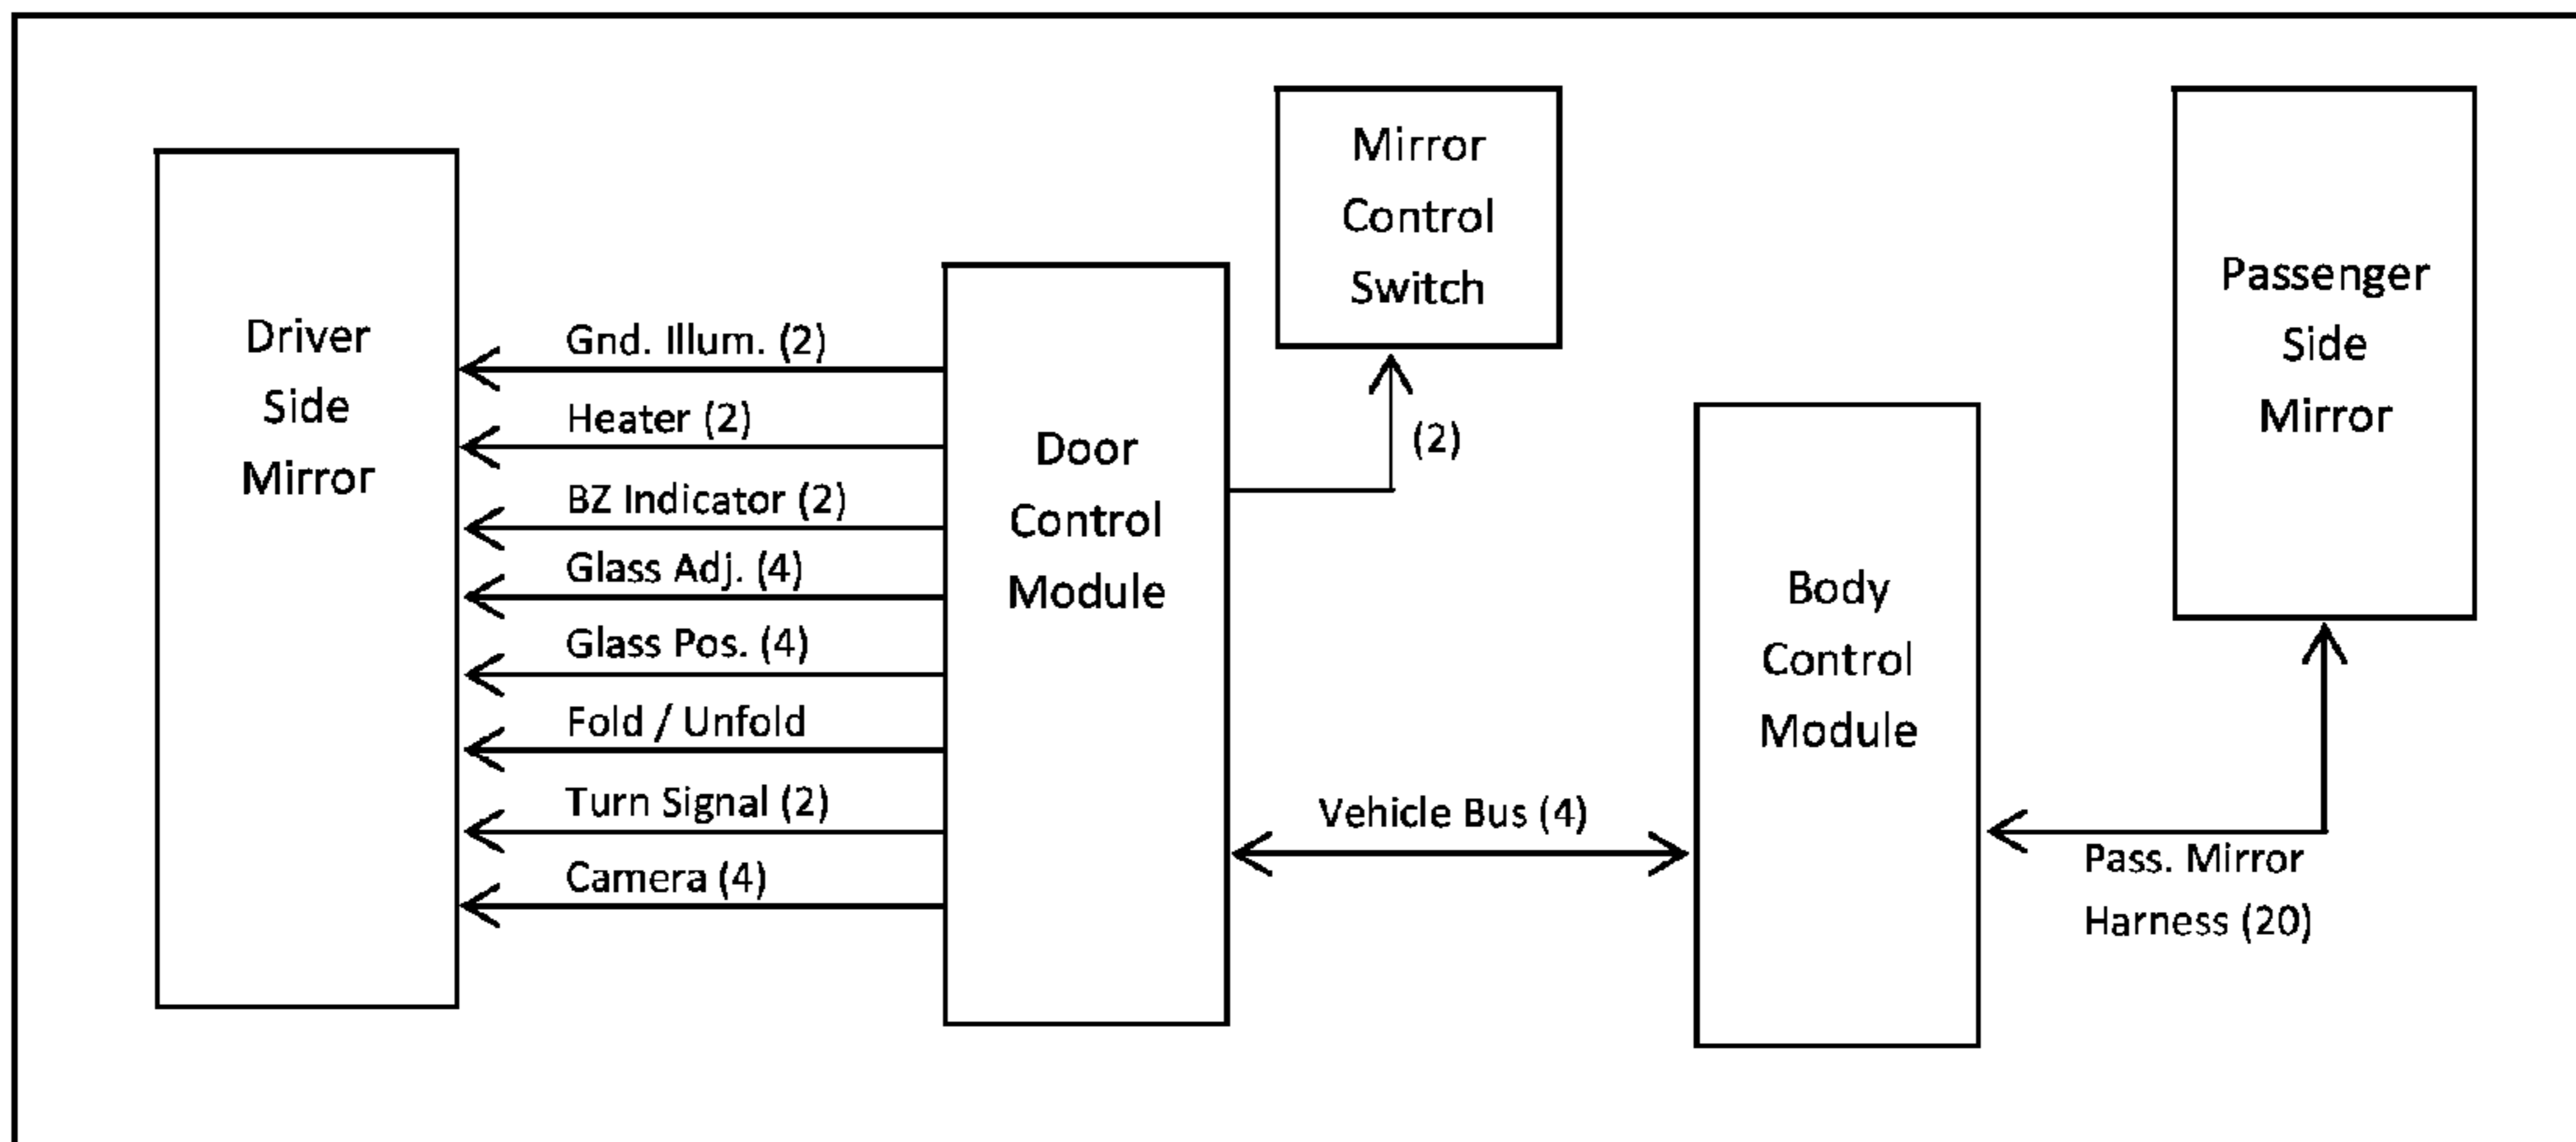 Driver
Side
Mirror
Gnd. Illum. (2)
Heater (2)
BZ Indicator (2)
Glass Adj. (4)
Glass Pos. (4)
Fold / Unfold
Turn Signal (2)
Camera (4)
Door
Control
Module
Mirror
Control
Switch
(2)
Vehicle Bus (4)
Body
Control
Module
Passenger
Side
Mirror
Pass. Mirror
Harness (20)